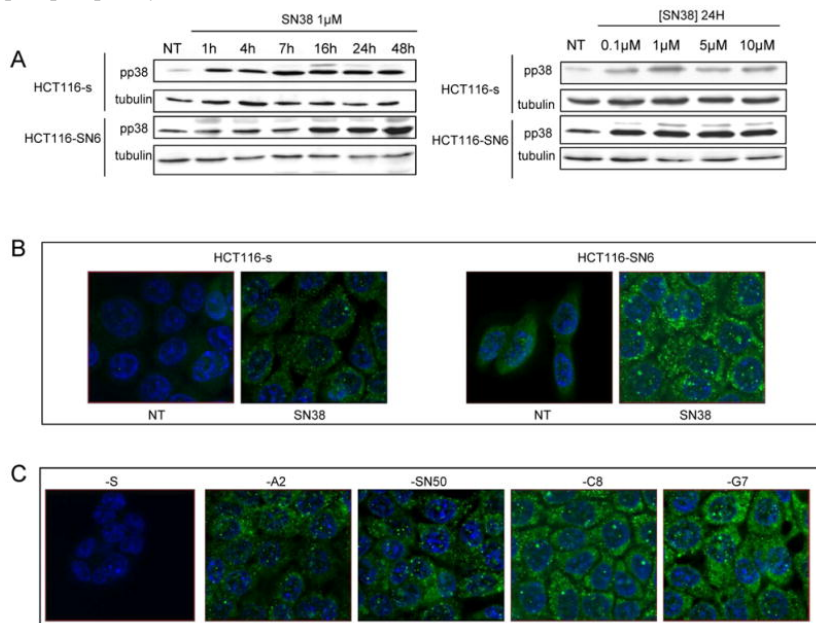 SN38 1µM
NT 1h 4h 7h 16h 24h 48h
A
HCT116-s
pp38
tubulin
HCT116-SN6
pp38
tubulin
[SN38] 24H
NT 0.1µM 1µM 5µM 10µM
HCT116-s
pp38
tubulin
HCT116-SN6
pp38
tubulin
B
HCT116-s HCT116-SN6
NT SN38 NT SN38
C
-S -A2 -SN50 -C8 -G7